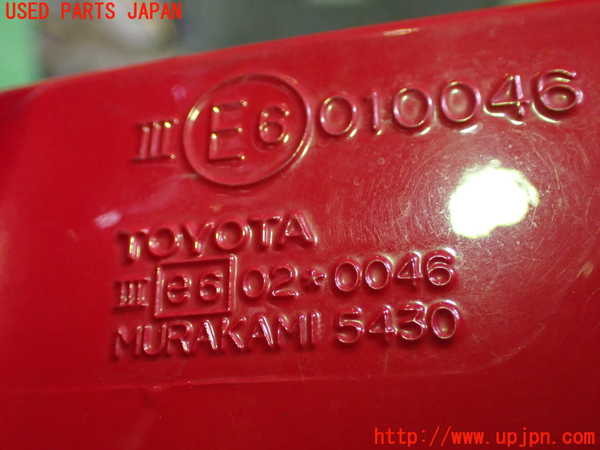 USED PARTS JAPAN
III E6 010046
TOYOTA
III e6 02*0046
MURAKAMI 5430
http://www.upjpn.com/